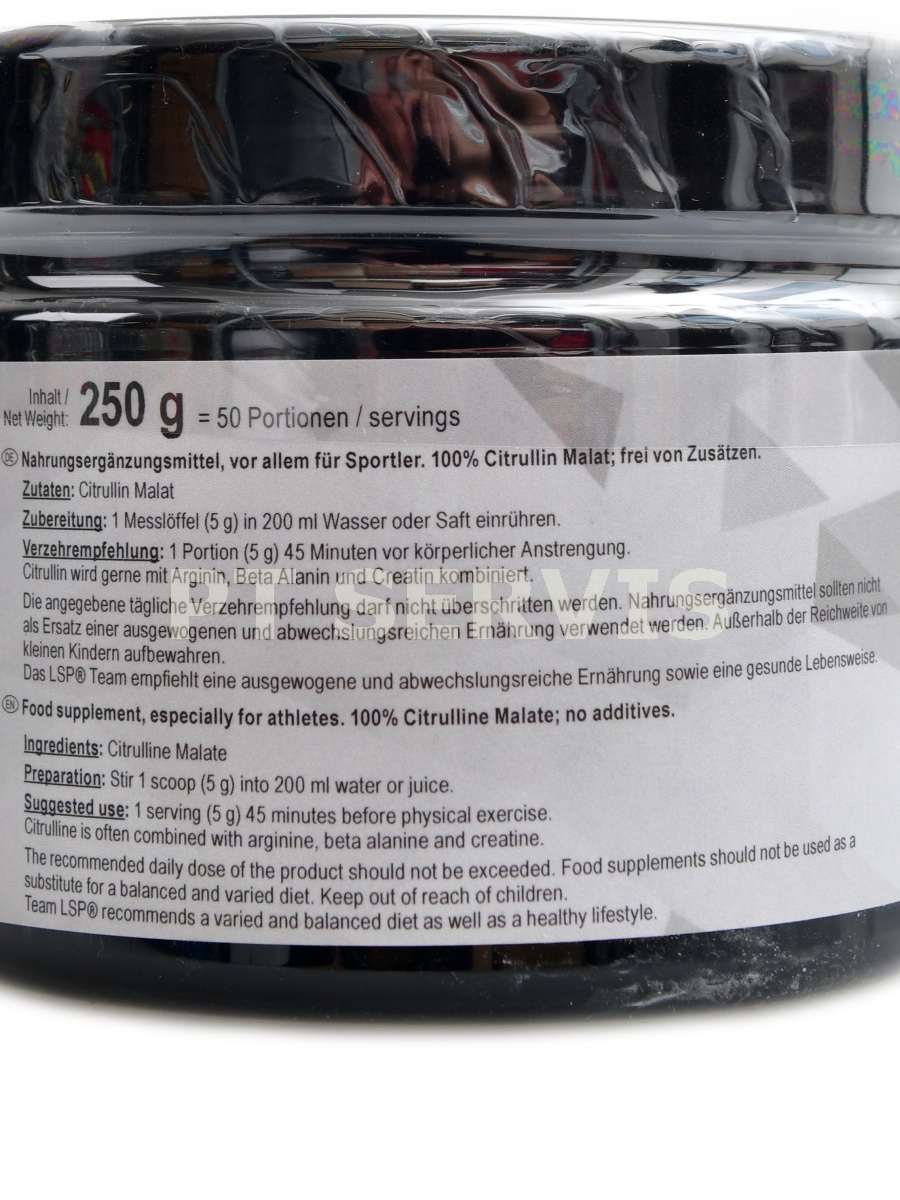 Inhalt /
Net Weight: 250 g = 50 Portionen / servings
DE Nahrungsergänzungsmittel, vor allem für Sportler. 100% Citrullin Malat; frei von Zusätzen.
Zutaten: Citrullin Malat
Zubereitung: 1 Messlöffel (5 g) in 200 ml Wasser oder Saft einrühren.
Verzehrempfehlung: 1 Portion (5 g) 45 Minuten vor körperlicher Anstrengung.
Citrullin wird gerne mit Arginin, Beta Alanin und Creatin kombiniert.
PT SERVIS
Die angegebene tägliche Verzehrempfehlung darf nicht überschritten werden. Nahrungsergänzungsmittel sollten nicht
als Ersatz einer ausgewogenen und abwechslungsreichen Ernährung verwendet werden. Außerhalb der Reichweite von
kleinen Kindern aufbewahren.
Das LSP® Team empfiehlt eine ausgewogene und abwechslungsreiche Ernährung sowie eine gesunde Lebensweise.
EN Food supplement, especially for athletes. 100% Citrulline Malate; no additives.
Ingredients: Citrulline Malate
Preparation: Stir 1 scoop (5 g) into 200 ml water or juice.
Suggested use: 1 serving (5 g) 45 minutes before physical exercise.
Citrulline is often combined with arginine, beta alanine and creatine.
The recommended daily dose of the product should not be exceeded. Food supplements should not be used as a
substitute for a balanced and varied diet. Keep out of reach of children.
Team LSP® recommends a varied and balanced diet as well as a healthy lifestyle.